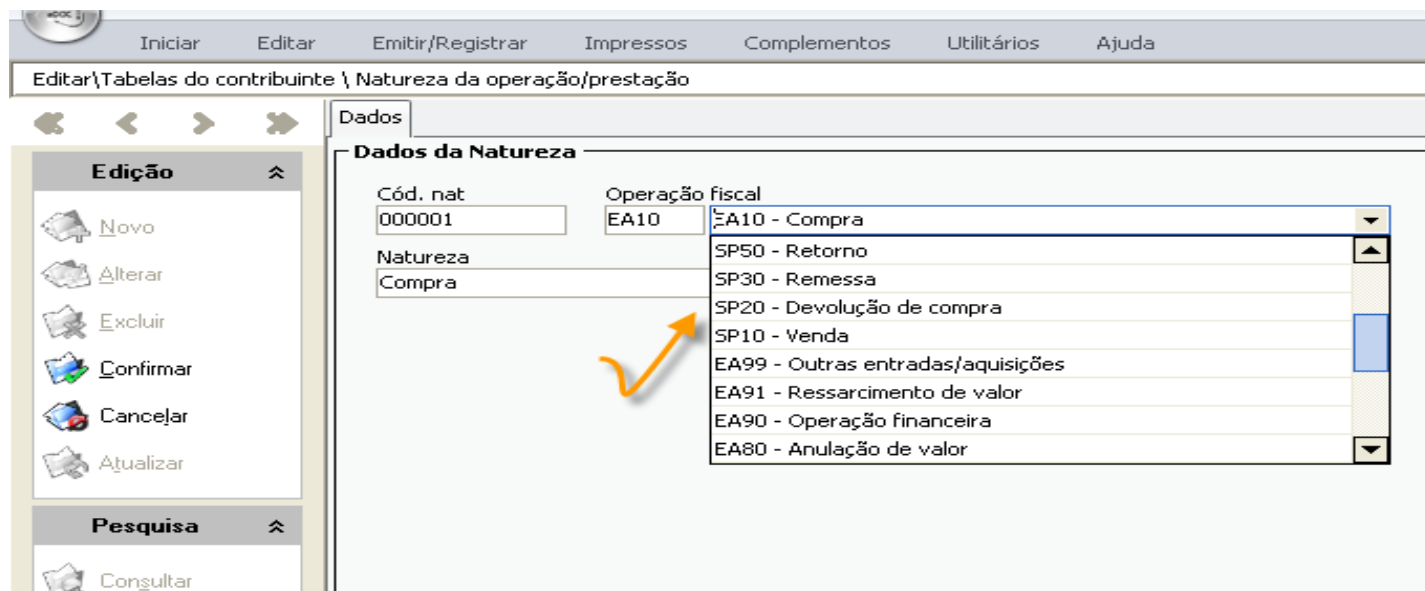 eDOC
Iniciar Editar Emitir/Registrar Impressos Complementos Utilitários Ajuda
Editar\Tabelas do contribuinte \ Natureza da operação/prestação
Dados
Edição
Novo
Alterar
Excluir
Confirmar
Cancelar
Atualizar
Pesquisa
Consultar
Dados da Natureza
Cód. nat Operação fiscal
000001 EA10 EA10 - Compra
Natureza
Compra
SP50 - Retorno
SP30 - Remessa
SP20 - Devolução de compra
SP10 - Venda
EA99 - Outras entradas/aquisições
EA91 - Ressarcimento de valor
EA90 - Operação financeira
EA80 - Anulação de valor